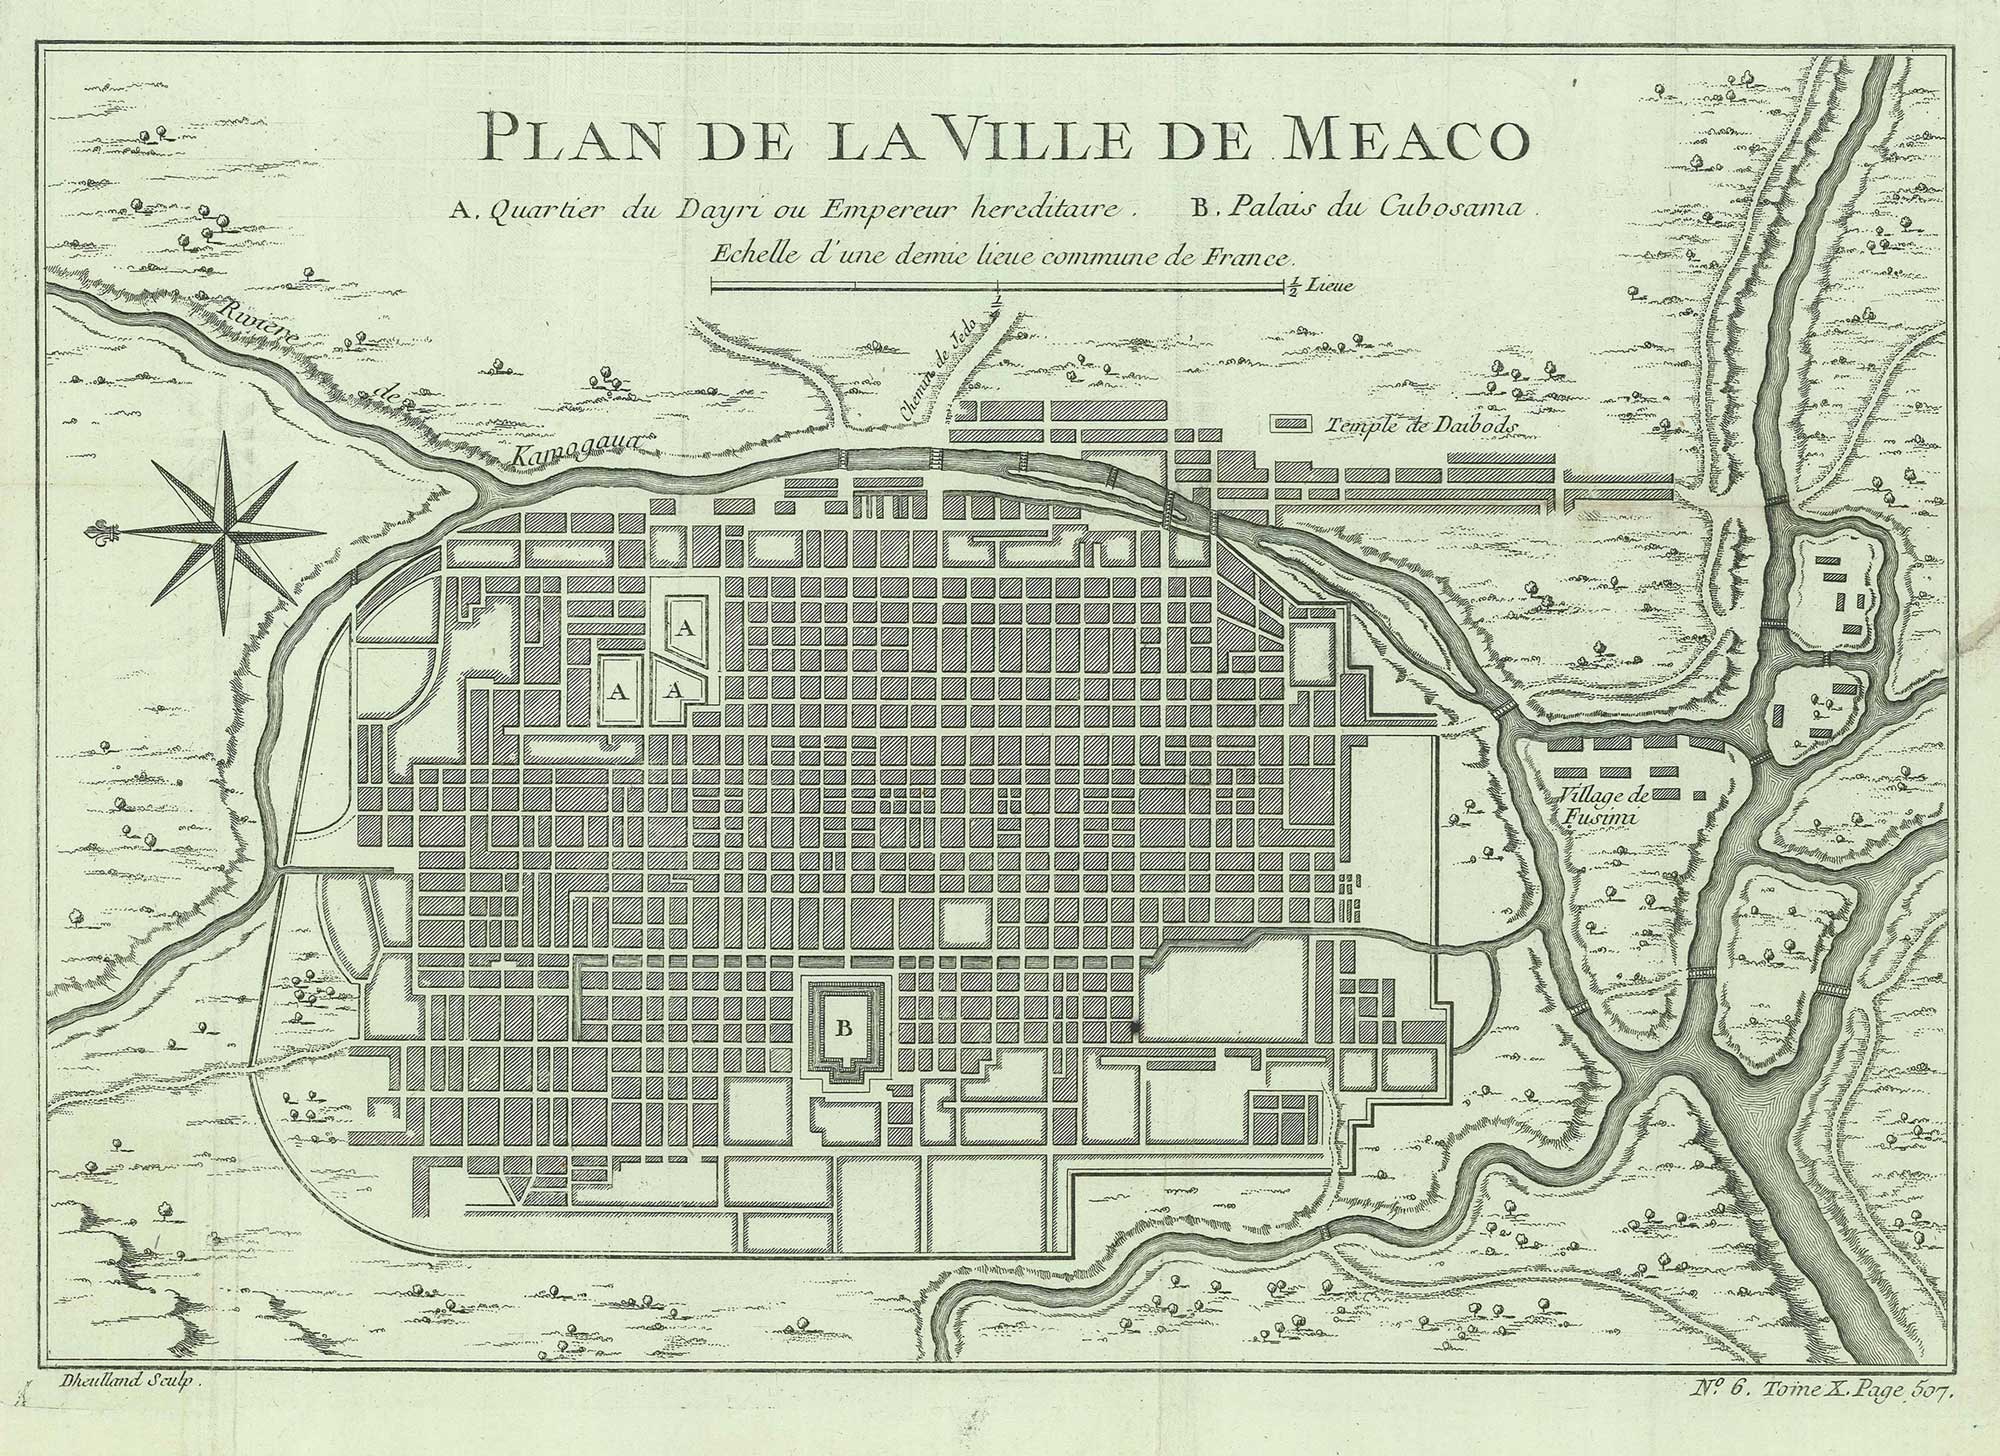 PLAN DE LA VILLE DE MEACO
A. Quartier du Dayri ou Empereur hereditaire. B. Palais du Cubosama.
Echelle d'une demie lieue commune de France.
1/2 Lieue
1/4
Riviere de Kamogaua
Chemin de Jedo
Temple de Daibods
A
A
A
Village de
Fusimi
B
Dheulland Sculp.
No. 6. Tome X. Page 507.